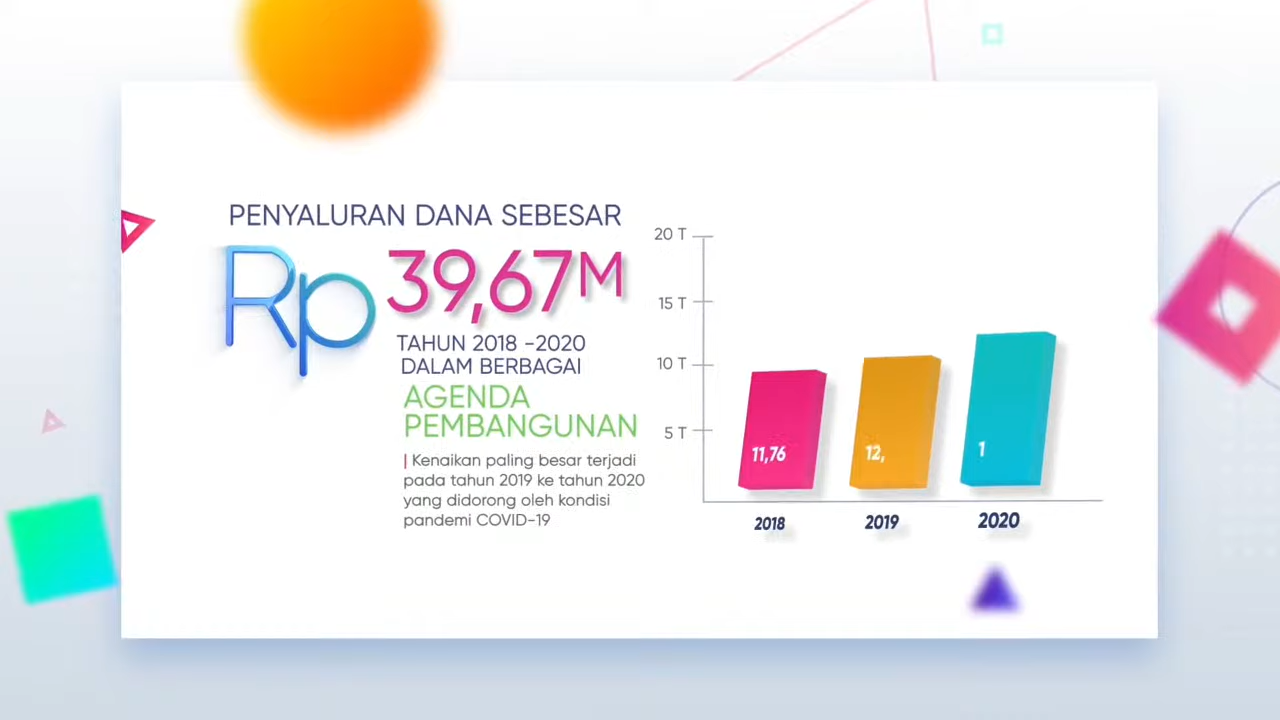 PENYALURAN DANA SEBESAR
Rp 39,67M
TAHUN 2018 -2020
DALAM BERBAGAI
AGENDA
PEMBANGUNAN
| Kenaikan paling besar terjadi
pada tahun 2019 ke tahun 2020
yang didorong oleh kondisi
pandemi COVID-19
20 T
15 T
10 T
5 T
11,76
12,
1
2018
2019
2020